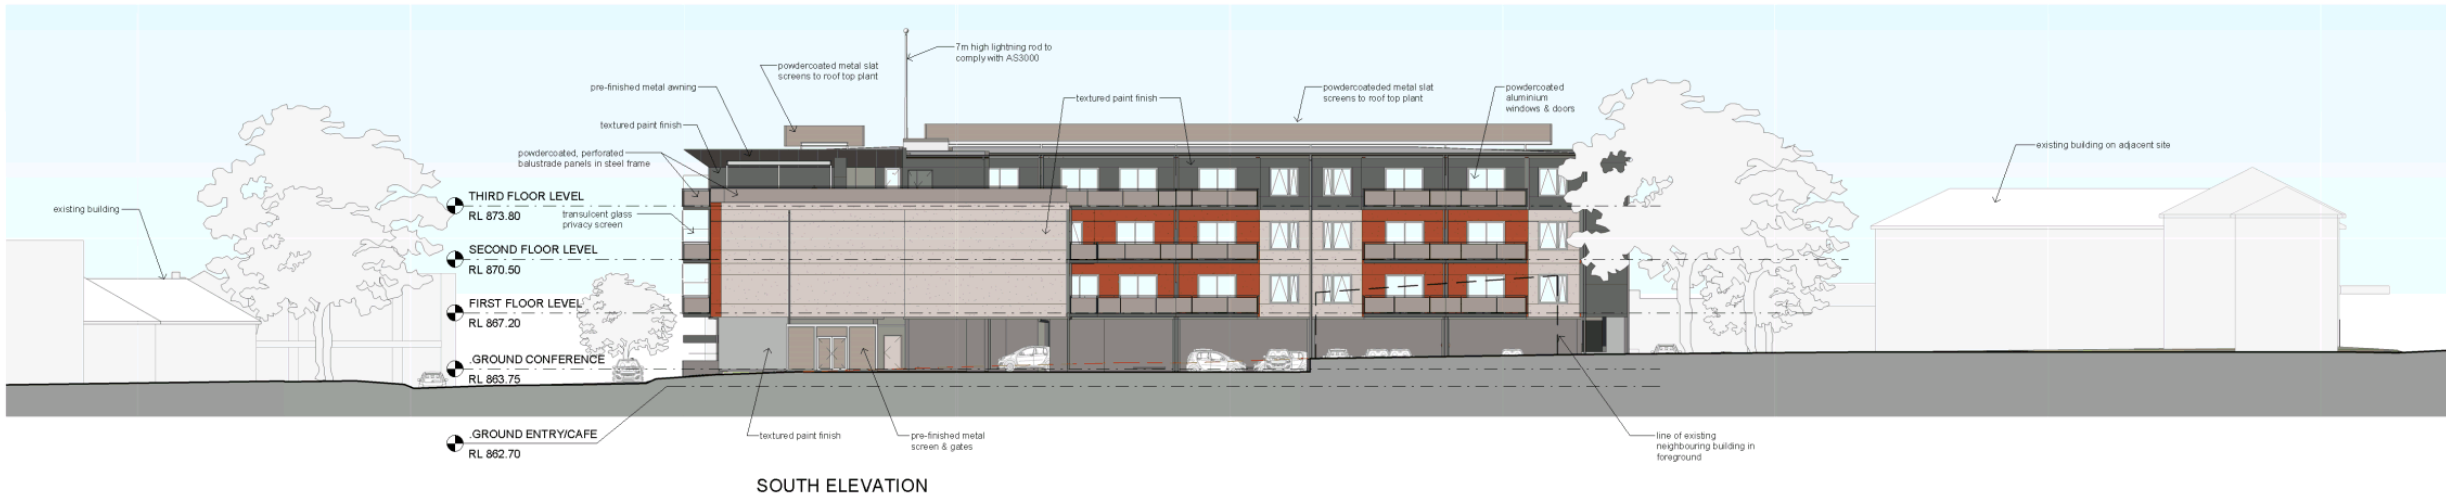 7m high lightning rod to
comply with AS3000
powdercoated metal slat
screens to roof top plant
pre-finished metal awning
textured paint finish
powdercoateded metal slat
screens to roof top plant
powdercoated
aluminium
windows & doors
textured paint finish
existing building on adjacent site
powdercoated, perforated
balustrade panels in steel frame
THIRD FLOOR LEVEL
RL 873.80
existing building
transulcent glass
privacy screen
SECOND FLOOR LEVEL
RL 870.50
FIRST FLOOR LEVEL
RL 867.20
.GROUND CONFERENCE
RL 863.75
.GROUND ENTRY/CAFE
RL 862.70
textured paint finish
pre-finished metal
screen & gates
line of existing
neighbouring building in
foreground
SOUTH ELEVATION